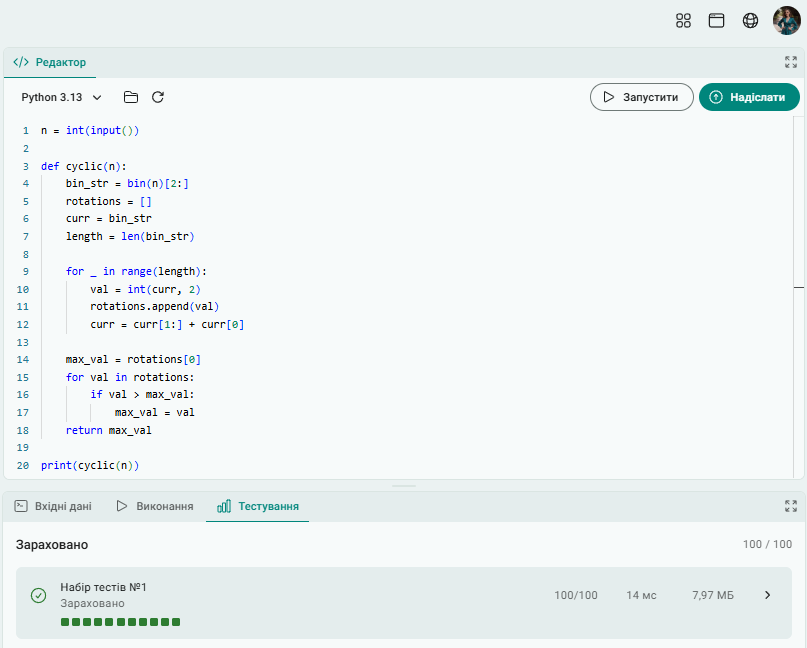 </> Редактор
Python 3.13
Запустити
Надіслати
1 n = int(input())
2
3 def cyclic(n):
4     bin_str = bin(n)[2:]
5     rotations = []
6     curr = bin_str
7     length = len(bin_str)
8
9     for _ in range(length):
10         val = int(curr, 2)
11         rotations.append(val)
12         curr = curr[1:] + curr[0]
13
14     max_val = rotations[0]
15     for val in rotations:
16         if val > max_val:
17             max_val = val
18     return max_val
19
20 print(cyclic(n))
Вхідні дані
Виконання
Тестування
Зараховано
100 / 100
Набір тестів №1
Зараховано
100/100
14 мс
7,97 МБ